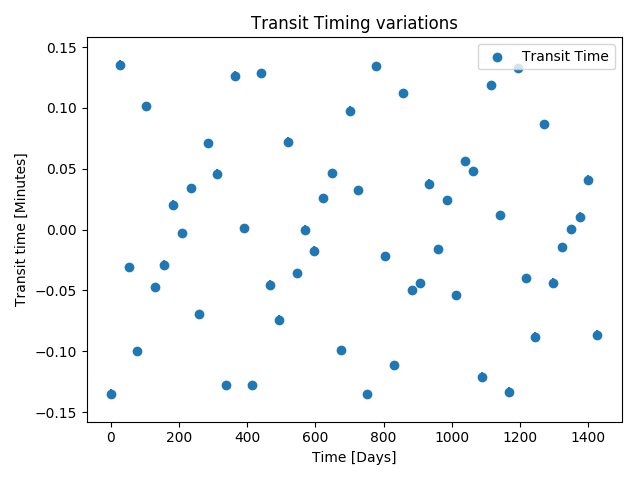 Transit Timing variations
Transit Time
Transit time [Minutes]
0.15
0.10
0.05
0.00
−0.05
−0.10
−0.15
0 200 400 600 800 1000 1200 1400
Time [Days]